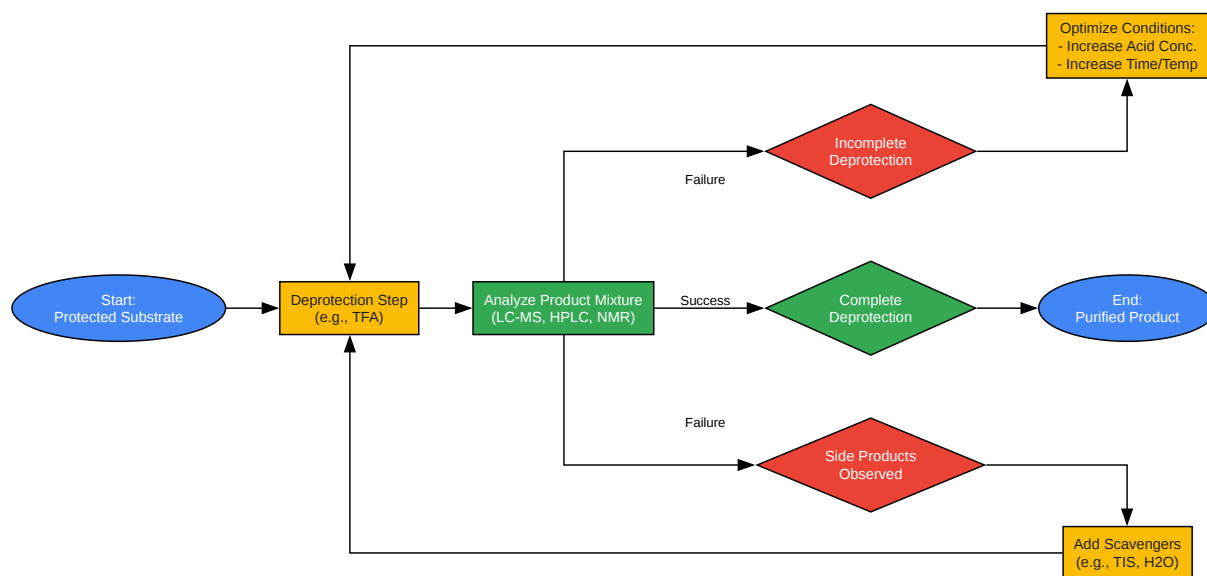 Optimize Conditions:
- Increase Acid Conc.
- Increase Time/Temp
Incomplete
Deprotection
Failure
Start:
Protected Substrate
Deprotection Step
(e.g., TFA)
Analyze Product Mixture
(LC-MS, HPLC, NMR)
Success
Complete
Deprotection
End:
Purified Product
Failure
Side Products
Observed
Add Scavengers
(e.g., TIS, H2O)